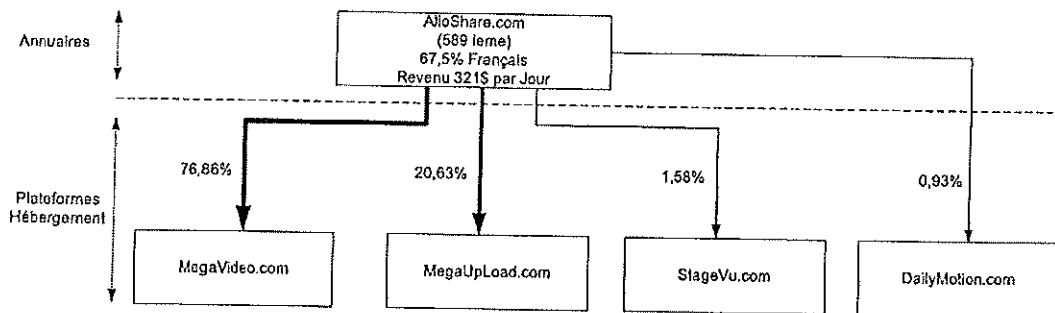 Annuaires
AlloShare.com
(589 ieme)
67,5% Français
Revenu 321$ par Jour
76,86%
20,63%
1,58%
0,93%
Plateformes
Hébergement
MegaVideo.com
MegaUpLoad.com
StageVu.com
DailyMotion.com